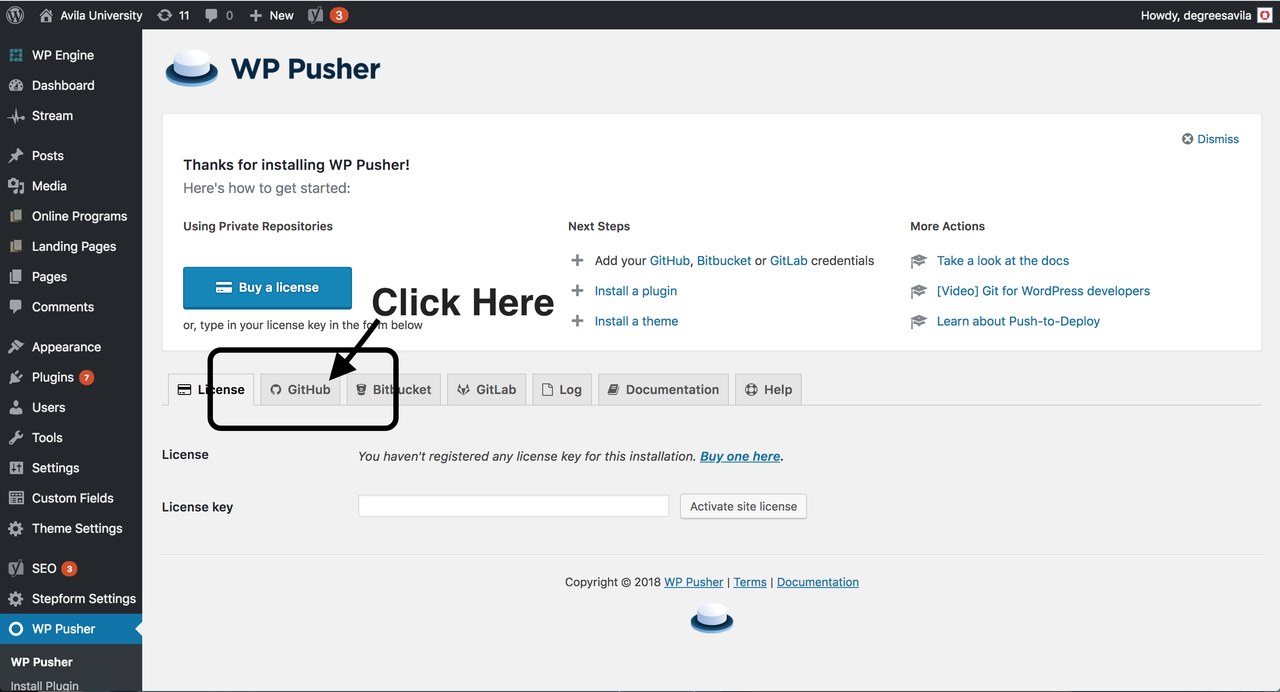 Avila University 11 0 New 3 Howdy, degreesavila
WP Engine
Dashboard
Stream
Posts
Media
Online Programs
Landing Pages
Pages
Comments
Appearance
Plugins 7
Users
Tools
Settings
Custom Fields
Theme Settings
SEO 3
Stepform Settings
WP Pusher
WP Pusher
Install Plugin
WP Pusher
Dismiss
Thanks for installing WP Pusher!
Here's how to get started:
Using Private Repositories
Buy a license
or, type in your license key in the form below
Next Steps
Add your GitHub, Bitbucket or GitLab credentials
Install a plugin
Install a theme
More Actions
Take a look at the docs
[Video] Git for WordPress developers
Learn about Push-to-Deploy
Click Here
License GitHub Bitbucket GitLab Log Documentation Help
License You haven't registered any license key for this installation. Buy one here.
License key Activate site license
Copyright © 2018 WP Pusher | Terms | Documentation